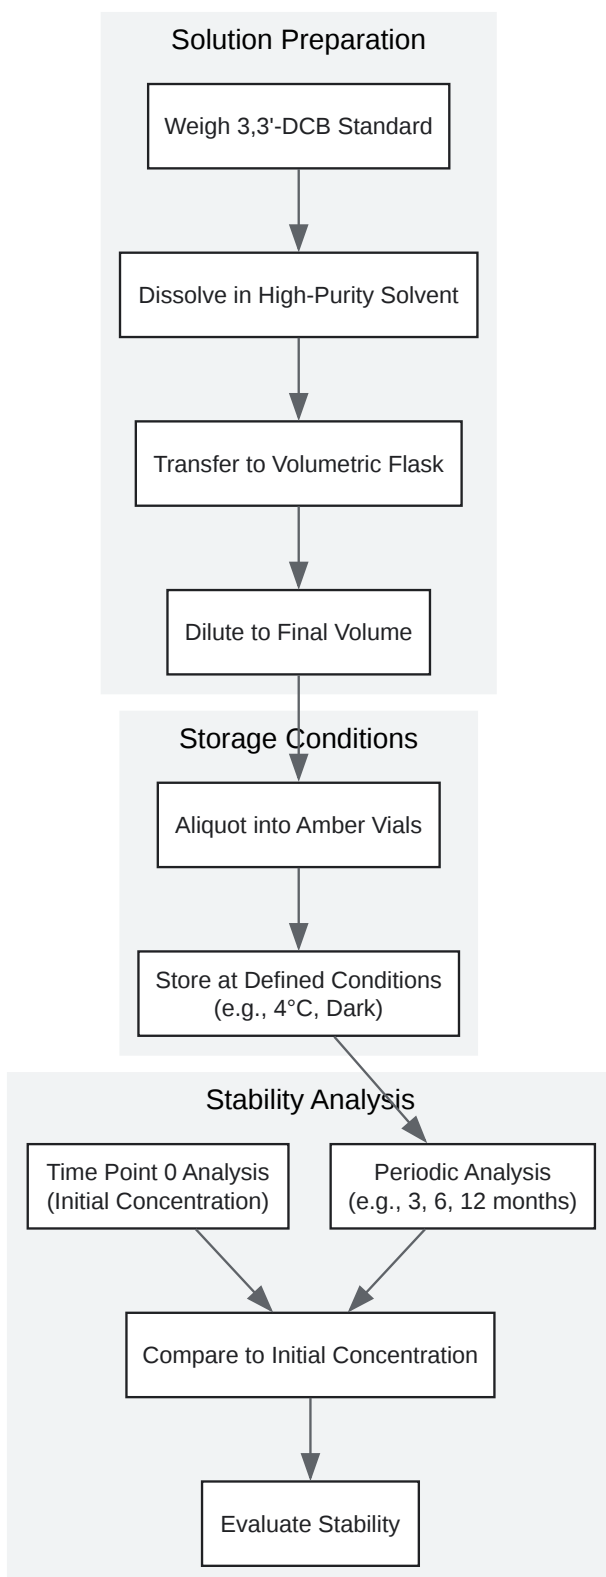 Solution Preparation
Weigh 3,3'-DCB Standard
Dissolve in High-Purity Solvent
Transfer to Volumetric Flask
Dilute to Final Volume
Storage Conditions
Aliquot into Amber Vials
Store at Defined Conditions
(e.g., 4°C, Dark)
Stability Analysis
Time Point 0 Analysis
(Initial Concentration)
Periodic Analysis
(e.g., 3, 6, 12 months)
Compare to Initial Concentration
Evaluate Stability